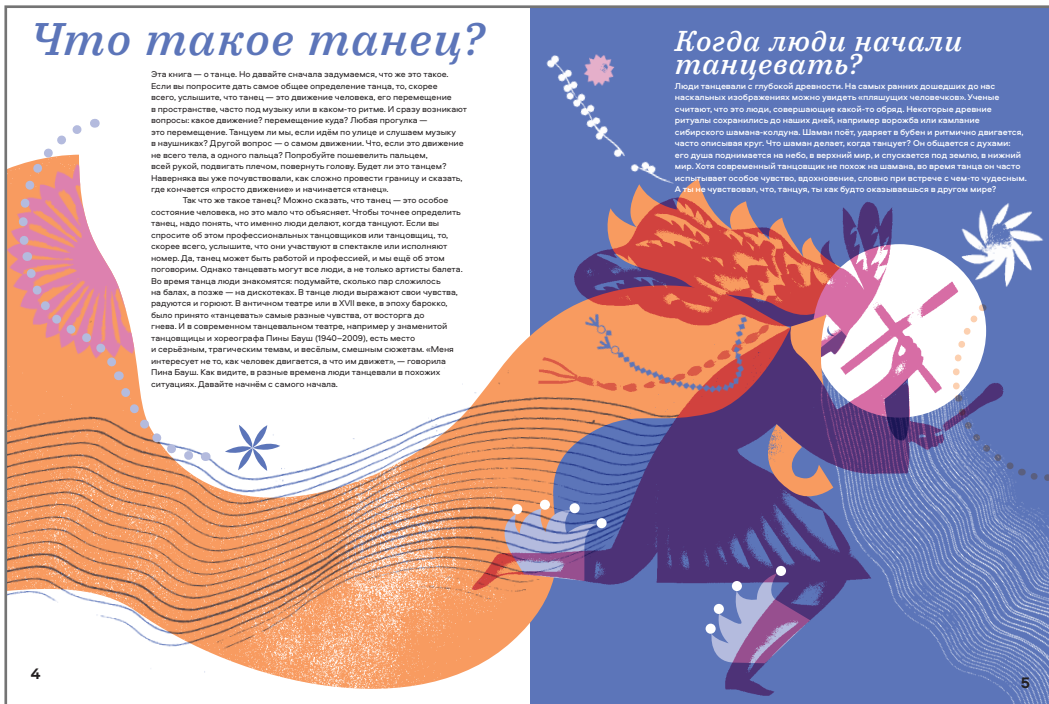 Что такое танец?
Эта книга — о танце. Но давайте сначала задумаемся, что же это такое.
Если вы попросите дать самое общее определение танца, то, скорее
всего, услышите, что танец — это движение человека, его перемещение
в пространстве, часто под музыку или в каком-то ритме. И сразу возникают
вопросы: какое движение? перемещение куда? Любая прогулка —
это перемещение. Танцуем ли мы, если идём по улице и слушаем музыку
в наушниках? Другой вопрос — о самом движении. Что, если это движение
не всего тела, а одного пальца? Попробуйте пошевелить пальцем,
всей рукой, подвигать плечом, повернуть голову. Будет ли это танцем?
Наверняка вы уже почувствовали, как сложно провести границу и сказать,
где кончается «просто движение» и начинается «танец».
Так что же такое танец? Можно сказать, что танец — это особое
состояние человека, но это мало что объясняет. Чтобы точнее определить
танец, надо понять, что именно люди делают, когда танцуют. Если вы
спросите об этом профессиональных танцовщиков или танцовщиц, то,
скорее всего, услышите, что они участвуют в спектакле или исполняют
номер. Да, танец может быть работой и профессией, и мы ещё об этом
поговорим. Однако танцевать могут все люди, а не только артисты балета.
Во время танца люди знакомятся: подумайте, сколько пар сложилось
на балах, а позже — на дискотеках. В танце люди выражают свои чувства,
радуются и горюют. В античном театре или в XVII веке, в эпоху барокко,
было принято «танцевать» самые разные чувства, от восторга до
гнева. И в современном танцевальном театре, например у знаменитой
танцовщицы и хореографа Пины Бауш (1940–2009), есть место
и серьёзным, трагическим темам, и весёлым, смешным сюжетам. «Меня
интересует не то, как человек двигается, а что им движет», — говорила
Пина Бауш. Как видите, в разные времена люди танцевали в похожих
ситуациях. Давайте начнём с самого начала.
4
Когда люди начали
танцевать?
Люди танцевали с глубокой древности. На самых ранних дошедших до нас
наскальных изображениях можно увидеть «пляшущих человечков». Ученые
считают, что это люди, совершающие какой-то обряд. Некоторые древние
ритуалы сохранились до наших дней, например ворожба или камлание
сибирского шамана-колдуна. Шаман поёт, ударяет в бубен и ритмично двигается,
часто описывая круг. Что шаман делает, когда танцует? Он общается с духами:
его душа поднимается на небо, в верхний мир, и спускается под землю, в нижний
мир. Хотя современный танцовщик не похож на шамана, во время танца он часто
испытывает особое чувство, вдохновение, словно при встрече с чем-то чудесным.
А ты не чувствовал, что, танцуя, ты как будто оказываешься в другом мире?
5